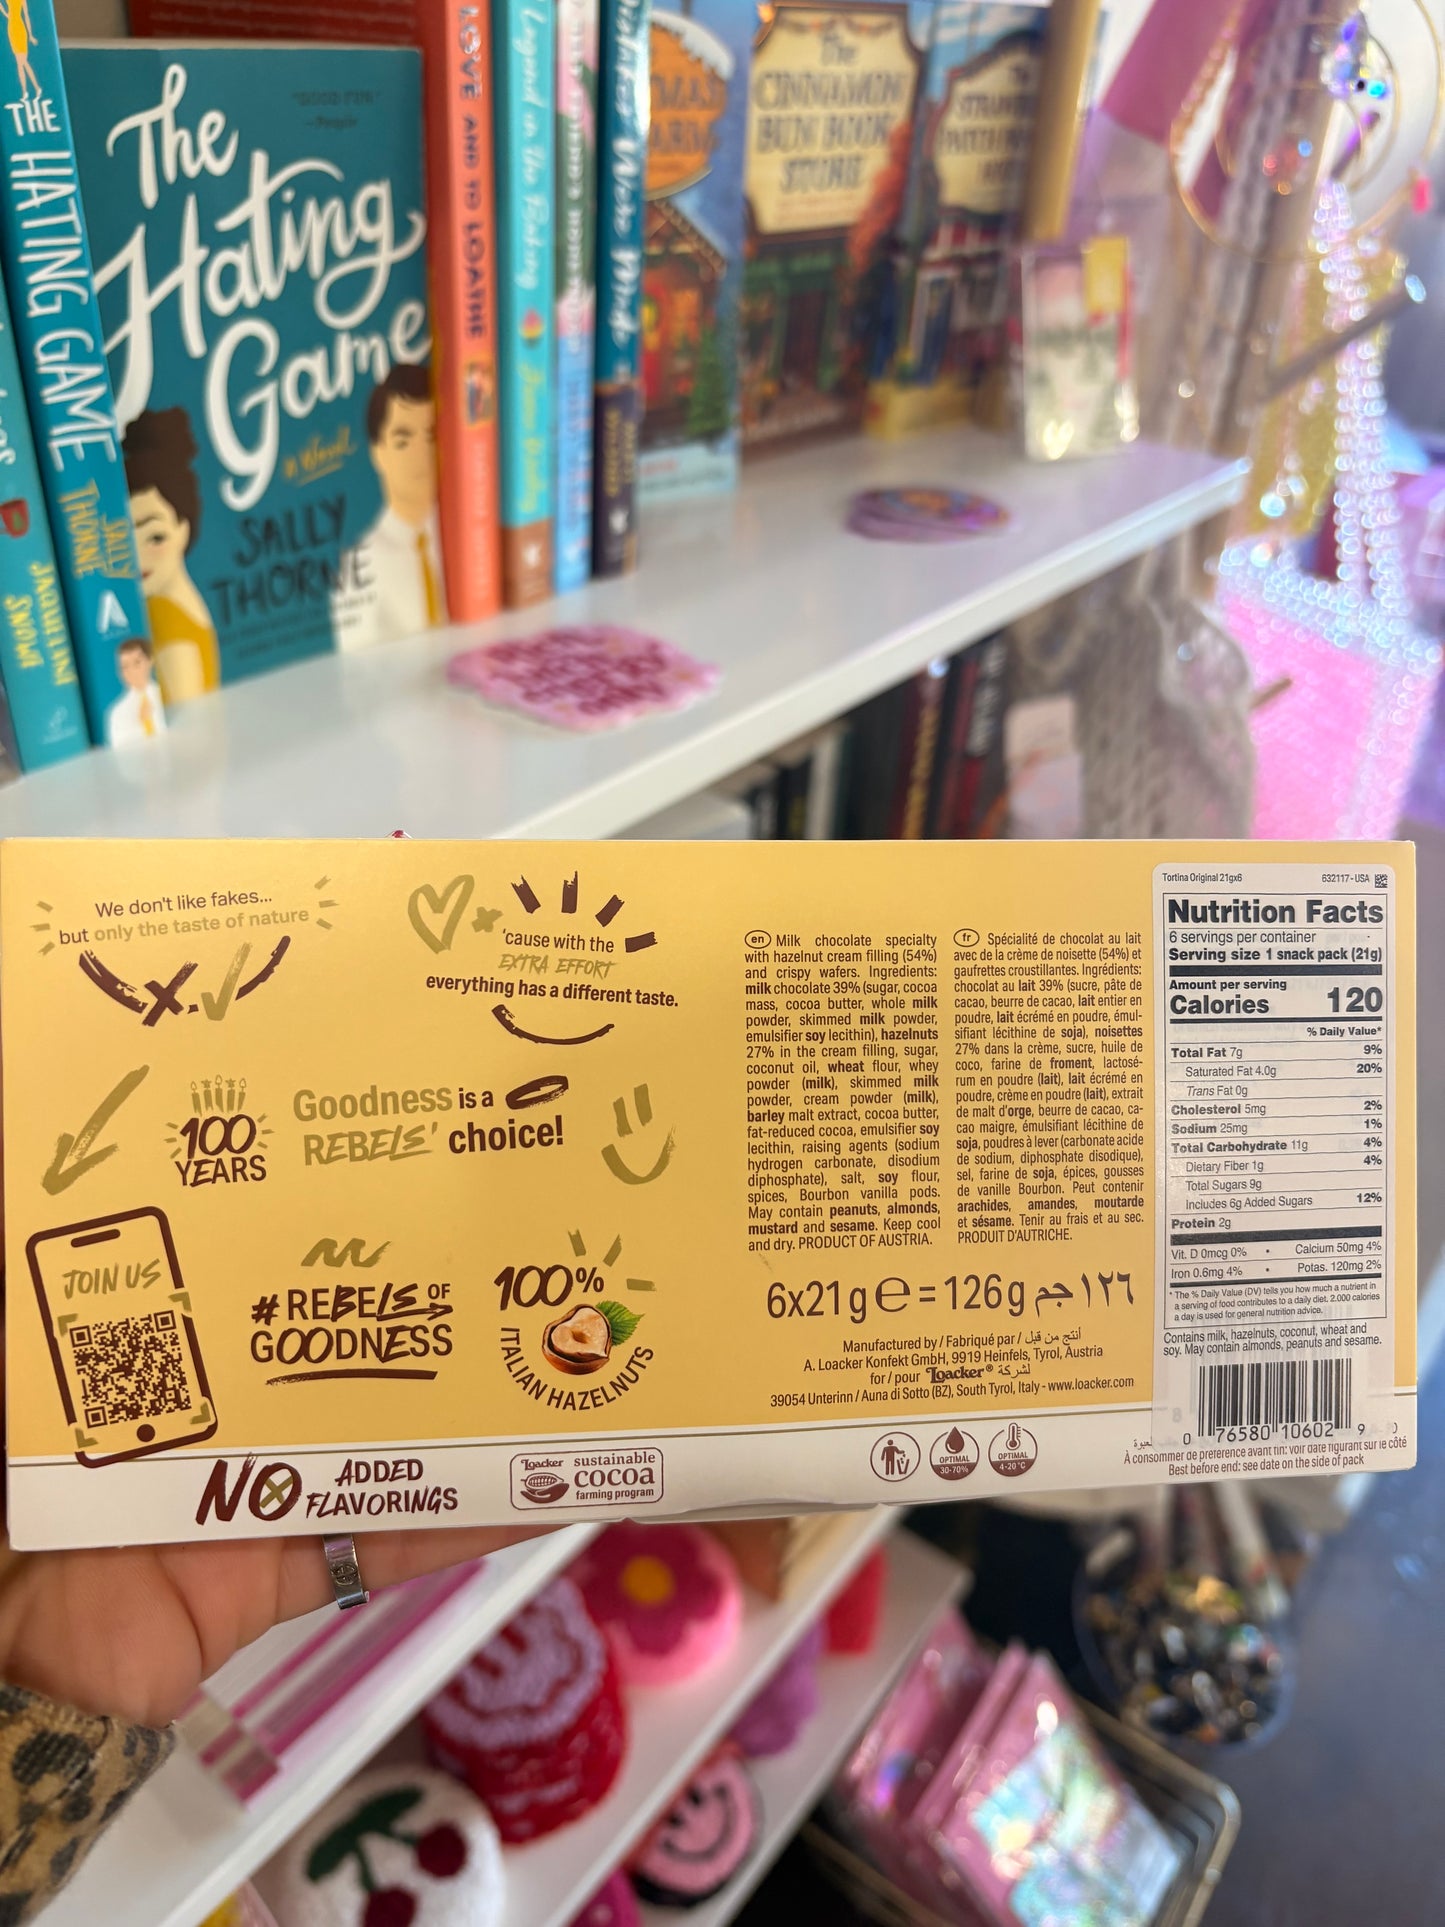 THE HATING GAME
SALLY
THORNE
JACQUELINE
SNOWE
The
Hating
Game
a Novel
SALLY
THORNE
"GOOD FUN."
—People
LOVE AND TO LOATHE
The
CINNAMON
BUN BOOK
STORE
We don't like fakes...
but only the taste of nature
'cause with the
EXTRA EFFORT
everything has a different taste.
100
YEARS
Goodness is a
REBELS' choice!
JOIN US
#REBELS OF
GOODNESS
100%
ITALIAN HAZELNUTS
NO ADDED
FLAVORINGS
Loacker sustainable
cocoa
farming program
en Milk chocolate specialty
with hazelnut cream filling (54%)
and crispy wafers. Ingredients:
milk chocolate 39% (sugar, cocoa
mass, cocoa butter, whole milk
powder, skimmed milk powder,
emulsifier soy lecithin), hazelnuts
27% in the cream filling, sugar,
coconut oil, wheat flour, whey
powder (milk), skimmed milk
powder, cream powder (milk),
barley malt extract, cocoa butter,
fat-reduced cocoa, emulsifier soy
lecithin, raising agents (sodium
hydrogen carbonate, disodium
diphosphate), salt, soy flour,
spices, Bourbon vanilla pods.
May contain peanuts, almonds,
mustard and sesame. Keep cool
and dry. PRODUCT OF AUSTRIA.
fr Spécialité de chocolat au lait
avec de la crème de noisette (54%) et
gaufrettes croustillantes. Ingrédients:
chocolat au lait 39% (sucre, pâte de
cacao, beurre de cacao, lait entier en
poudre, lait écrémé en poudre, émul-
sifiant lécithine de soja), noisettes
27% dans la crème, sucre, huile de
coco, farine de froment, lactosé-
rum en poudre (lait), lait écrémé en
poudre, crème en poudre (lait), extrait
de malt d'orge, beurre de cacao, ca-
cao maigre, émulsifiant lécithine de
soja, poudres à lever (carbonate acide
de sodium, diphosphate disodique),
sel, farine de soja, épices, gousses
de vanille Bourbon. Peut contenir
arachides, amandes, moutarde
et sésame. Tenir au frais et au sec.
PRODUIT D'AUTRICHE.
6x21g e = 126g ١٢٦ جم
Manufactured by / Fabriqué par / أنتج من قبل
A. Loacker Konfekt GmbH, 9919 Heinfels, Tyrol, Austria
for / pour Loacker® لشركة
39054 Unterinn / Auna di Sotto (BZ), South Tyrol, Italy - www.loacker.com
OPTIMAL
30-70%
OPTIMAL
4-20°C
Tortina Original 21gx6 632117-USA
Nutrition Facts
6 servings per container
Serving size 1 snack pack (21g)
Amount per serving
Calories 120
% Daily Value*
Total Fat 7g 9%
Saturated Fat 4.0g 20%
Trans Fat 0g
Cholesterol 5mg 2%
Sodium 25mg 1%
Total Carbohydrate 11g 4%
Dietary Fiber 1g 4%
Total Sugars 9g
Includes 6g Added Sugars 12%
Protein 2g
Vit. D 0mcg 0% • Calcium 50mg 4%
Iron 0.6mg 4% • Potas. 120mg 2%
* The % Daily Value (DV) tells you how much a nutrient in
a serving of food contributes to a daily diet. 2,000 calories
a day is used for general nutrition advice.
Contains milk, hazelnuts, coconut, wheat and
soy. May contain almonds, peanuts and sesame.
0 76580 10602 9
À consommer de préférence avant fin: voir date figurant sur le côté
Best before end: see date on the side of pack